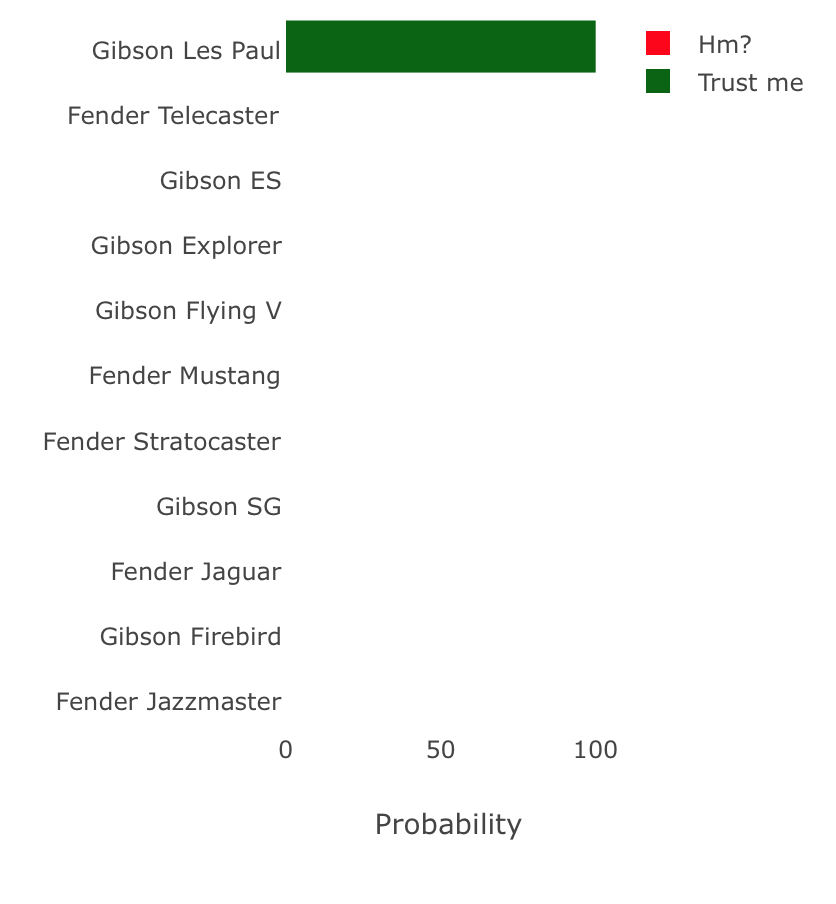 Gibson Les Paul
Hm?
Trust me
Fender Telecaster
Gibson ES
Gibson Explorer
Gibson Flying V
Fender Mustang
Fender Stratocaster
Gibson SG
Fender Jaguar
Gibson Firebird
Fender Jazzmaster
0 50 100
Probability